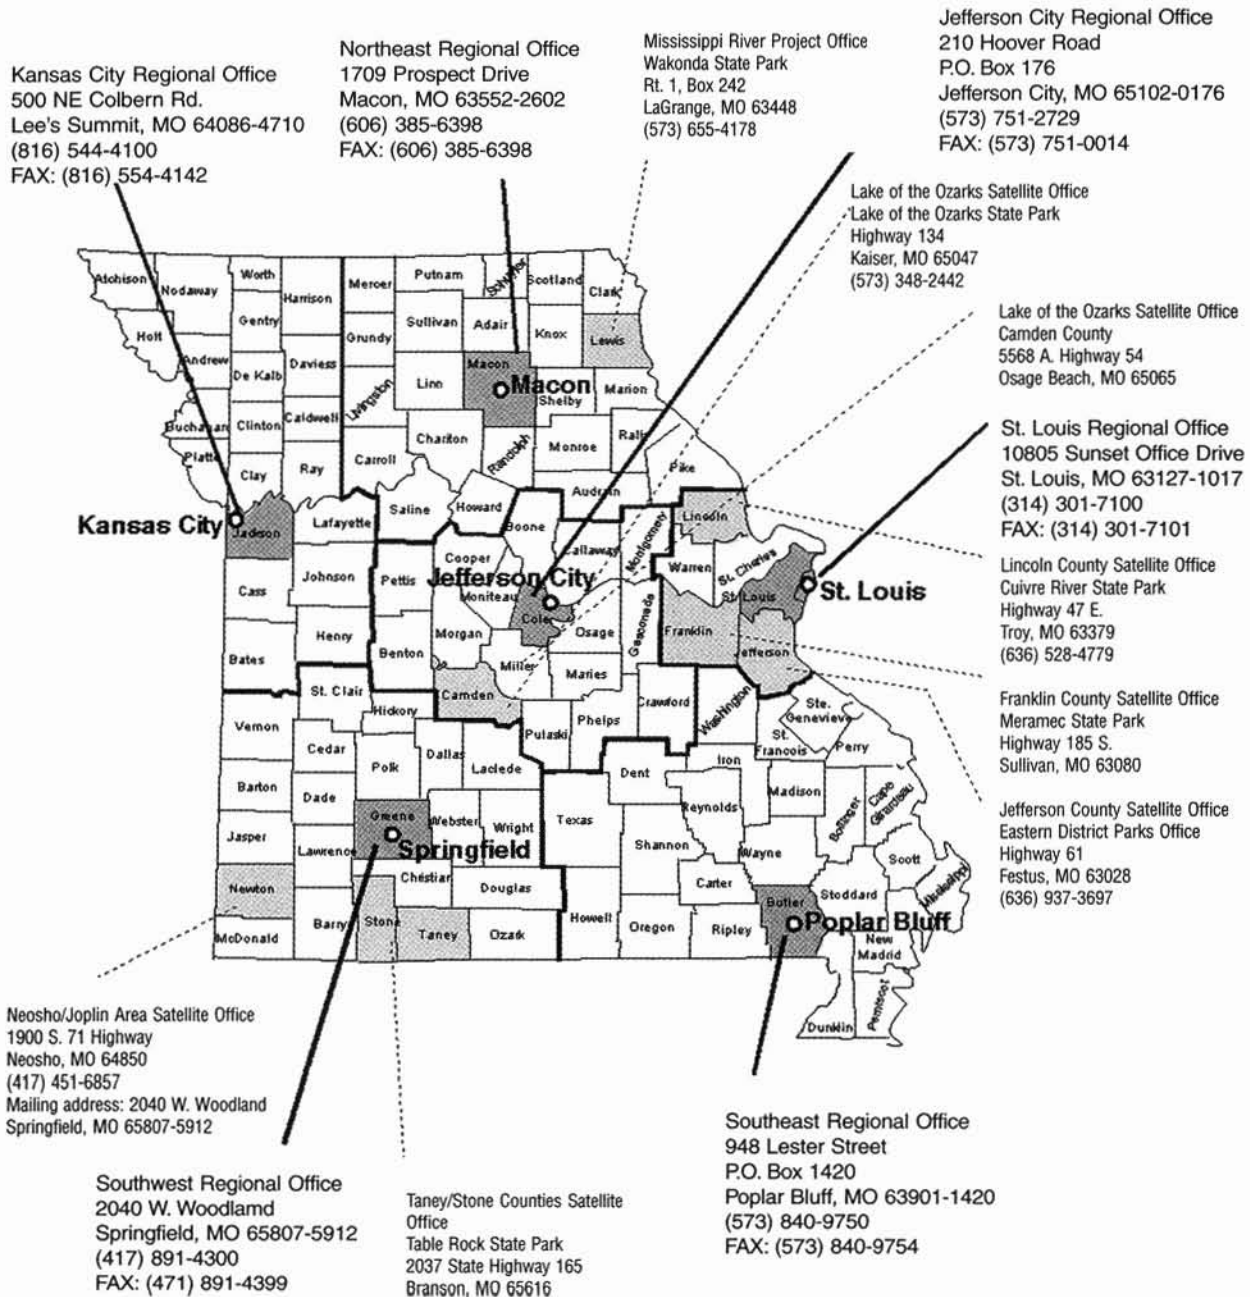 Jefferson City Regional Office
210 Hoover Road
P.O. Box 176
Jefferson City, MO 65102-0176
(573) 751-2729
FAX: (573) 751-0014
Mississippi River Project Office
Wakonda State Park
Rt. 1, Box 242
LaGrange, MO 63448
(573) 655-4178
Northeast Regional Office
1709 Prospect Drive
Macon, MO 63552-2602
(606) 385-6398
FAX: (606) 385-6398
Kansas City Regional Office
500 NE Colbern Rd.
Lee's Summit, MO 64086-4710
(816) 544-4100
FAX: (816) 554-4142
Lake of the Ozarks Satellite Office
Lake of the Ozarks State Park
Highway 134
Kaiser, MO 65047
(573) 348-2442
Lake of the Ozarks Satellite Office
Camden County
5568 A. Highway 54
Osage Beach, MO 65065
St. Louis Regional Office
10805 Sunset Office Drive
St. Louis, MO 63127-1017
(314) 301-7100
FAX: (314) 301-7101
Lincoln County Satellite Office
Cuivre River State Park
Highway 47 E.
Troy, MO 63379
(636) 528-4779
Franklin County Satellite Office
Meramec State Park
Highway 185 S.
Sullivan, MO 63080
Jefferson County Satellite Office
Eastern District Parks Office
Highway 61
Festus, MO 63028
(636) 937-3697
Atchison
Nodaway
Worth
Harrison
Mercer
Putnam
Schuyler
Scotland
Clark
Holt
Gentry
Grundy
Sullivan
Adair
Knox
Lewis
Andrew
De Kalb
Daviess
Livingston
Linn
Macon
Macon
Shelby
Marion
Buchanan
Clinton
Caldwell
Chariton
Randolph
Monroe
Ralls
Platte
Clay
Ray
Carroll
Pike
Audrain
Kansas City
Jackson
Lafayette
Saline
Howard
Boone
Callaway
Montgomery
Lincoln
Warren
St. Charles
St. Louis
St. Louis
Cass
Johnson
Pettis
Cooper
Jefferson City
Moniteau
Cole
Osage
Gasconade
Franklin
Jefferson
Bates
Henry
Benton
Morgan
Miller
Maries
Camden
St. Clair
Hickory
Pulaski
Phelps
Crawford
Washington
Ste.
Genevieve
St.
Francois
Perry
Vernon
Cedar
Dallas
Laclede
Polk
Dent
Iron
Madison
Bollinger
Cape
Girardeau
Barton
Dade
Greene
Webster
Wright
Texas
Reynolds
Jasper
Lawrence
Springfield
Shannon
Wayne
Scott
Mississippi
Newton
Christian
Douglas
Carter
Butler
Stoddard
McDonald
Barry
Stone
Taney
Ozark
Howell
Oregon
Ripley
Poplar Bluff
New
Madrid
Dunklin
Pemiscot
Neosho/Joplin Area Satellite Office
1900 S. 71 Highway
Neosho, MO 64850
(417) 451-6857
Mailing address: 2040 W. Woodland
Springfield, MO 65807-5912
Southwest Regional Office
2040 W. Woodlamd
Springfield, MO 65807-5912
(417) 891-4300
FAX: (471) 891-4399
Taney/Stone Counties Satellite
Office
Table Rock State Park
2037 State Highway 165
Branson, MO 65616
Southeast Regional Office
948 Lester Street
P.O. Box 1420
Poplar Bluff, MO 63901-1420
(573) 840-9750
FAX: (573) 840-9754